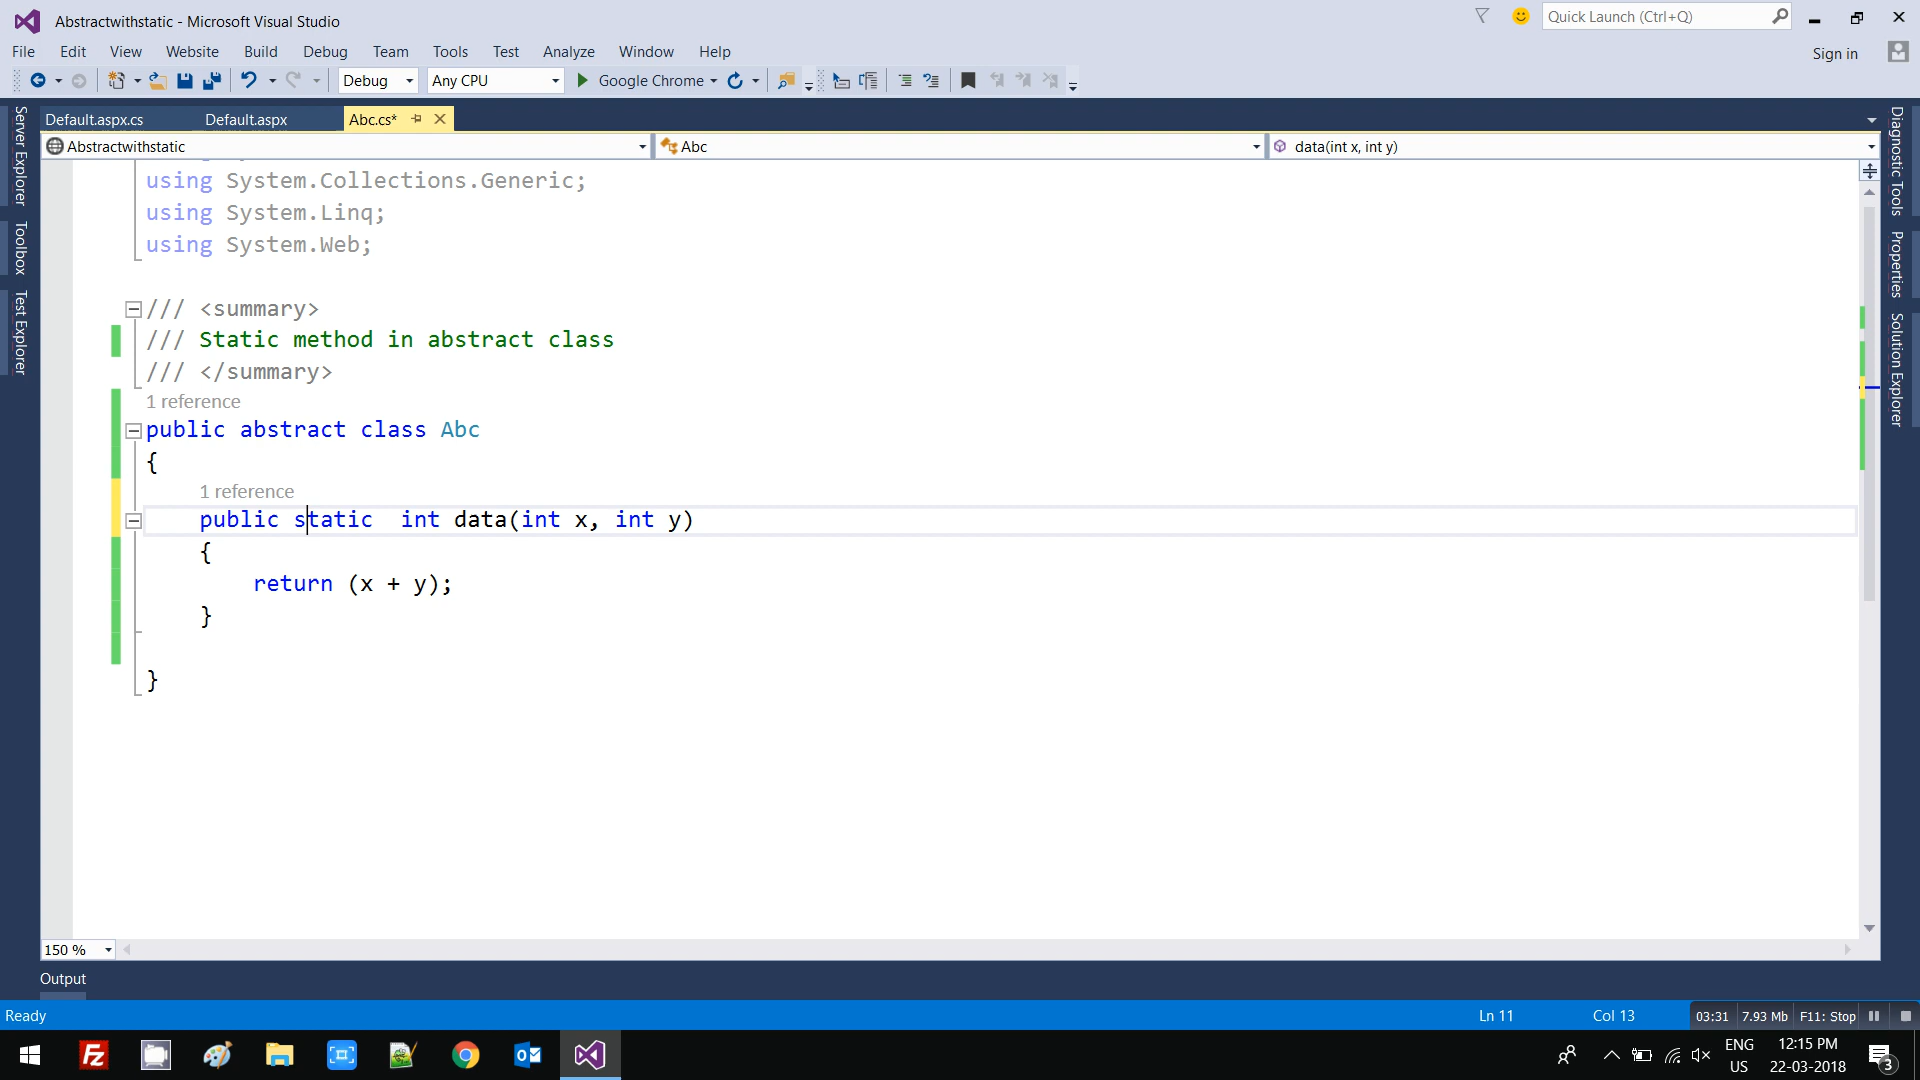 Abstractwithstatic - Microsoft Visual Studio
Quick Launch (Ctrl+Q)
File Edit View Website Build Debug Team Tools Test Analyze Window Help
Sign in
Debug Any CPU Google Chrome
Default.aspx.cs Default.aspx Abc.cs*
Abstractwithstatic Abc data(int x, int y)
Server Explorer
Toolbox
Test Explorer
Diagnostic Tools
Properties
Solution Explorer
using System.Collections.Generic;
using System.Linq;
using System.Web;
/// <summary>
/// Static method in abstract class
/// </summary>
1 reference
public abstract class Abc
{
1 reference
public static  int data(int x, int y)
{
return (x + y);
}
}
150 %
Output
Ready Ln 11 Col 13 03:31 7.93 Mb F11: Stop
ENG
US
12:15 PM
22-03-2018
3